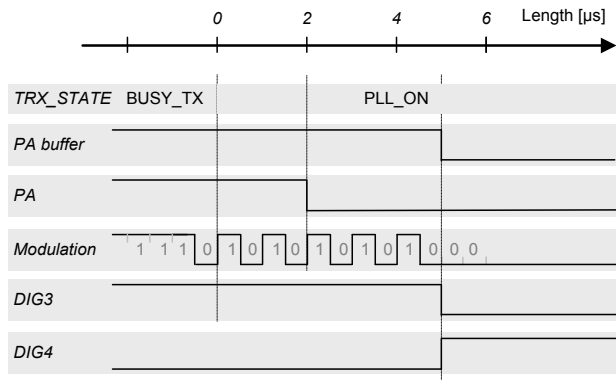 0 2 4 6 Length [µs]
TRX_STATE BUSY_TX PLL_ON
PA buffer
PA
Modulation 1 1 1 0 1 0 1 0 1 0 1 0 1 0 0 0
DIG3
DIG4